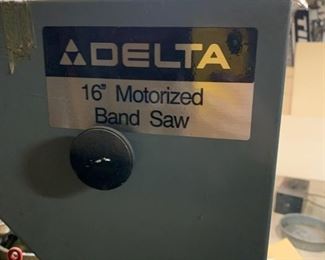 DELTA
16" Motorized
Band Saw